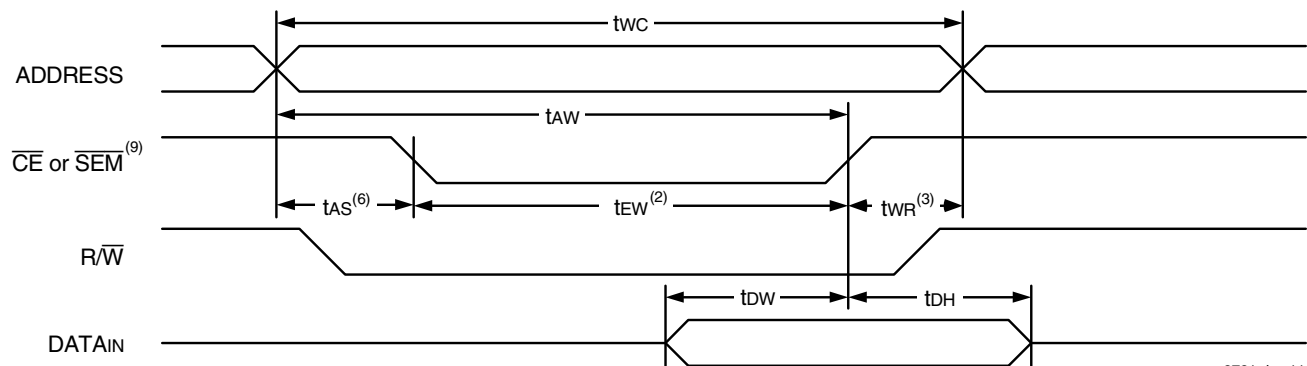 tWC
ADDRESS
tAW
CE or SEM(9)
tAS(6) tEW(2) tWR(3)
R/W
tDW tDH
DATAIN